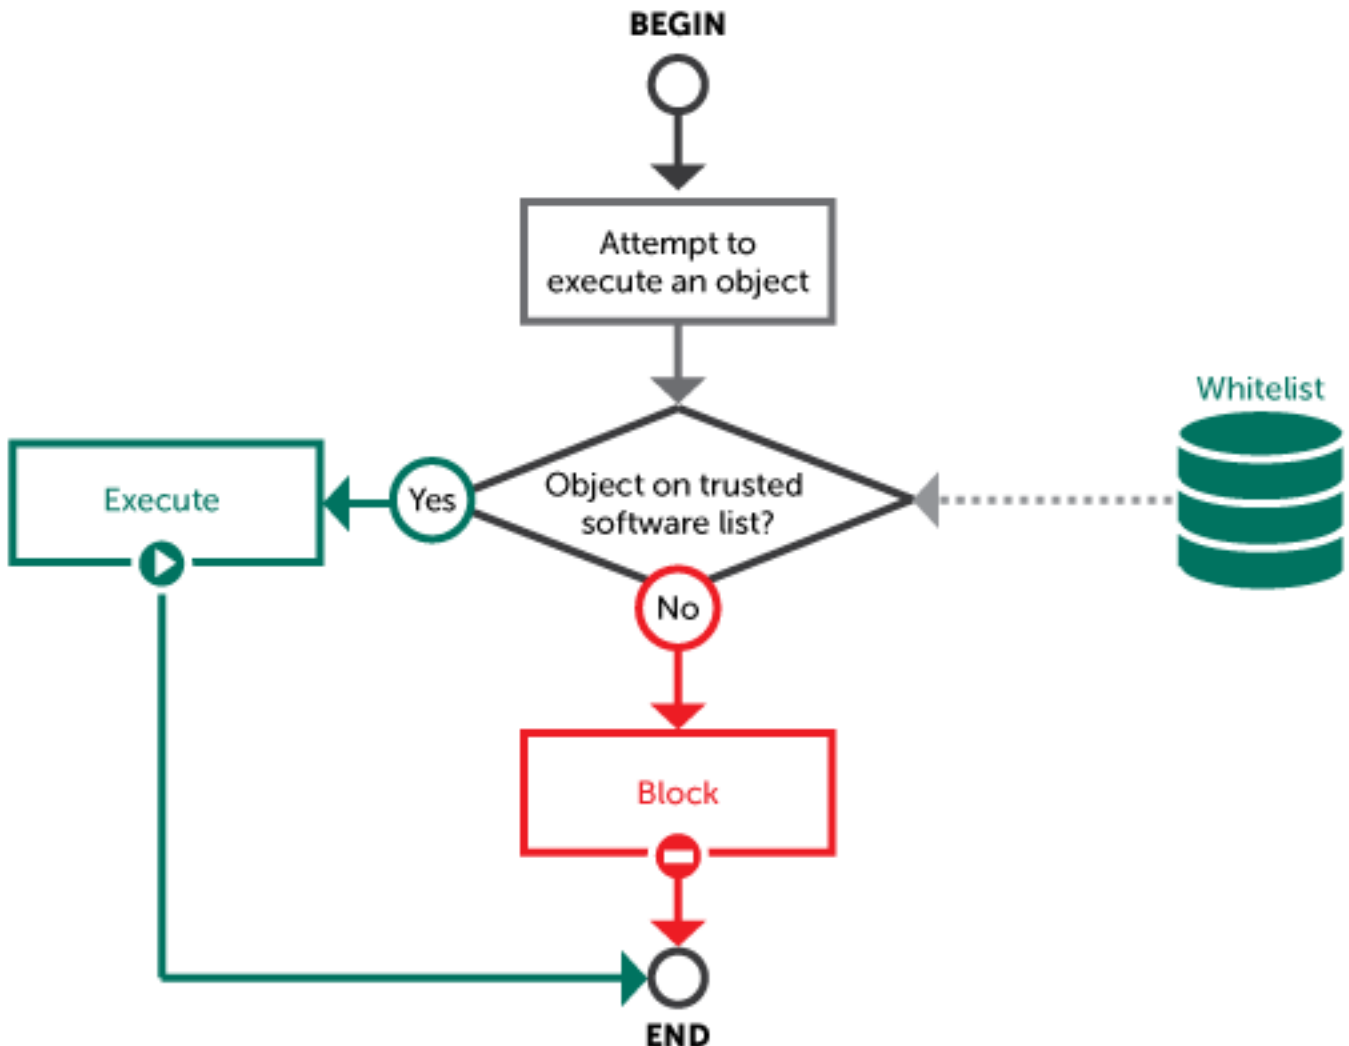 BEGIN
Attempt to
execute an object
Whitelist
Execute
Yes
Object on trusted
software list?
No
Block
END